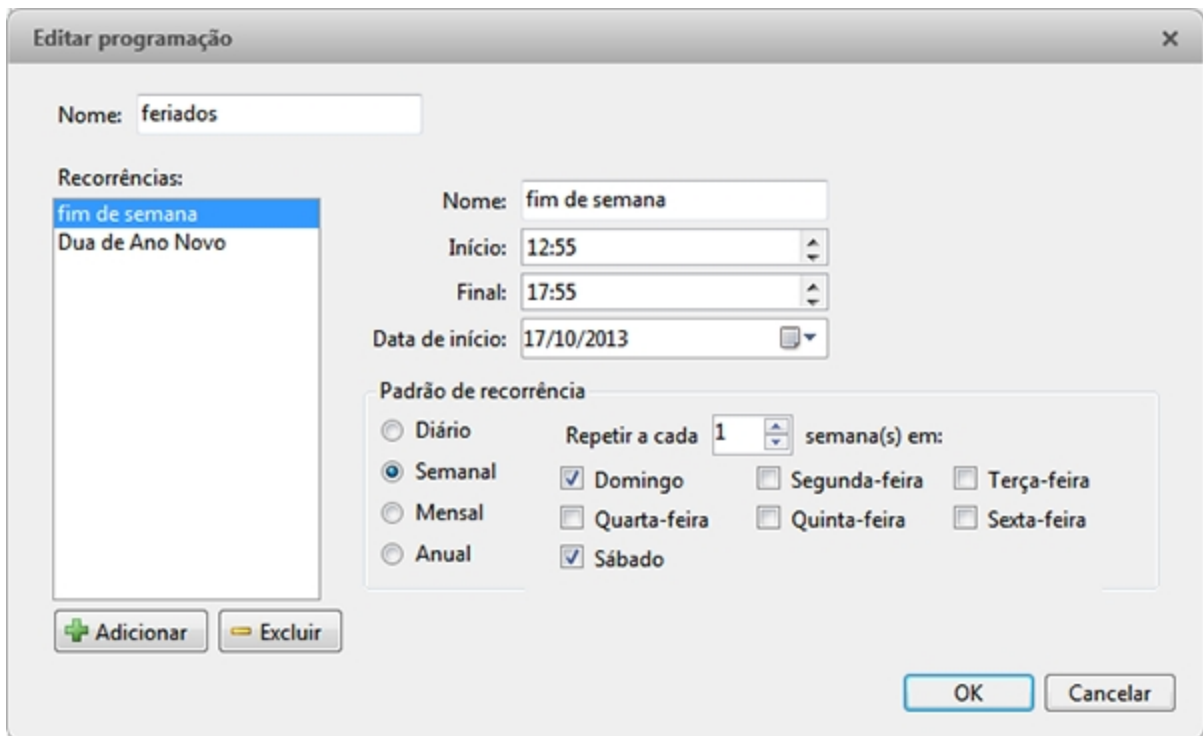 Editar programação
Nome: feriados
Recorrências:
fim de semana
Dua de Ano Novo
Adicionar Excluir
Nome: fim de semana
Início: 12:55
Final: 17:55
Data de início: 17/10/2013
Padrão de recorrência
Diário
Semanal
Mensal
Anual
Repetir a cada 1 semana(s) em:
Domingo Segunda-feira Terça-feira
Quarta-feira Quinta-feira Sexta-feira
Sábado
OK Cancelar